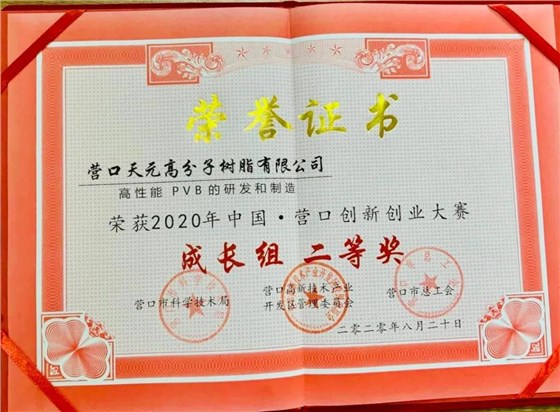 荣誉证书
营口天元高分子树脂有限公司
高性能 PVB 的研发和制造
荣获2020年中国·营口创新创业大赛
成长组 二等奖
营口市科学技术局 营口高新技术产业 营口市总工会
开发区管理委员会
二〇二〇年八月二十日